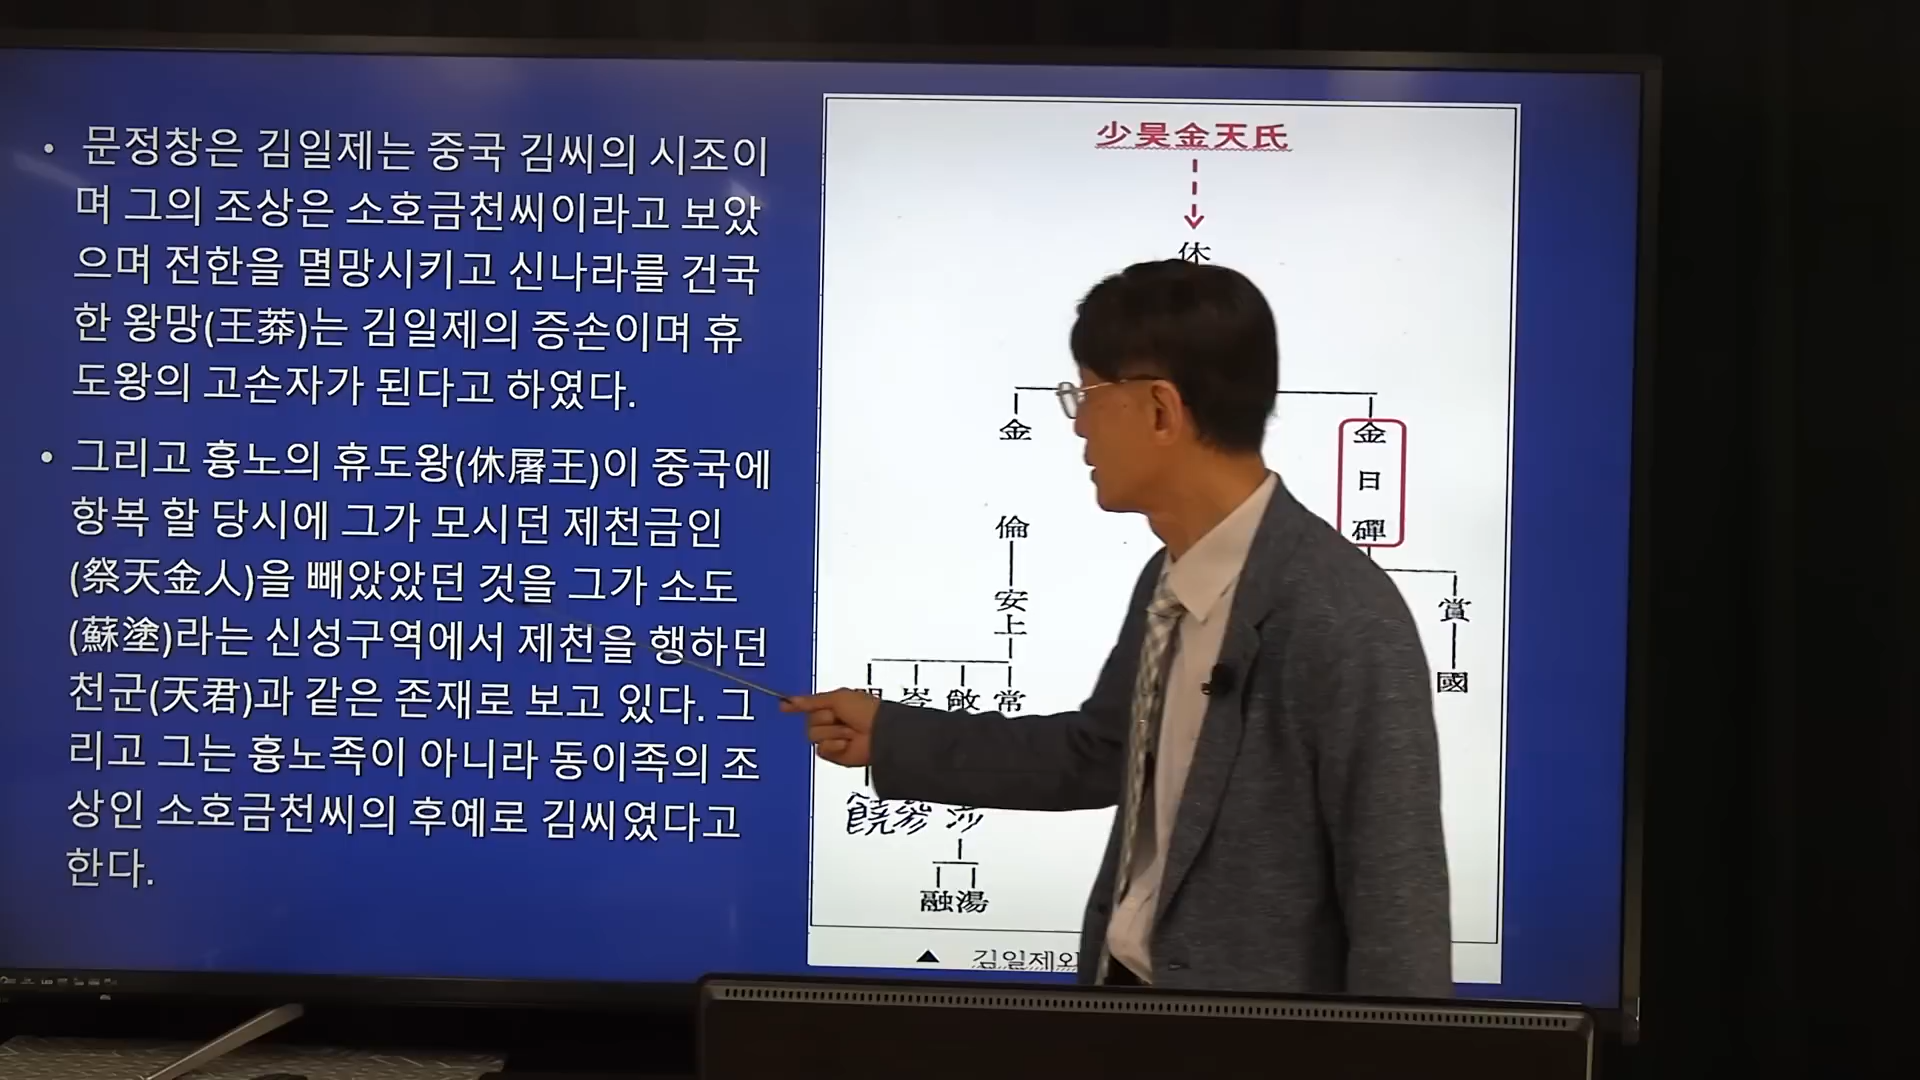 • 문정창은 김일제는 중국 김씨의 시조이
며 그의 조상은 소호금천씨이라고 보았
으며 전한을 멸망시키고 신나라를 건국
한 왕망(王莽)는 김일제의 증손이며 휴
도왕의 고손자가 된다고 하였다.
• 그리고 흉노의 휴도왕(休屠王)이 중국에
항복 할 당시에 그가 모시던 제천금인
(祭天金人)을 빼았았던 것을 그가 소도
(蘇塗)라는 신성구역에서 제천을 행하던
천군(天君)과 같은 존재로 보고 있다. 그
리고 그는 흉노족이 아니라 동이족의 조
상인 소호금천씨의 후예로 김씨였다고
한다.
少昊金天氏
休
金
倫
安
上
岑 敞 常
饒
融 湯
金
日
磾
賞
國
▲ 김일제와